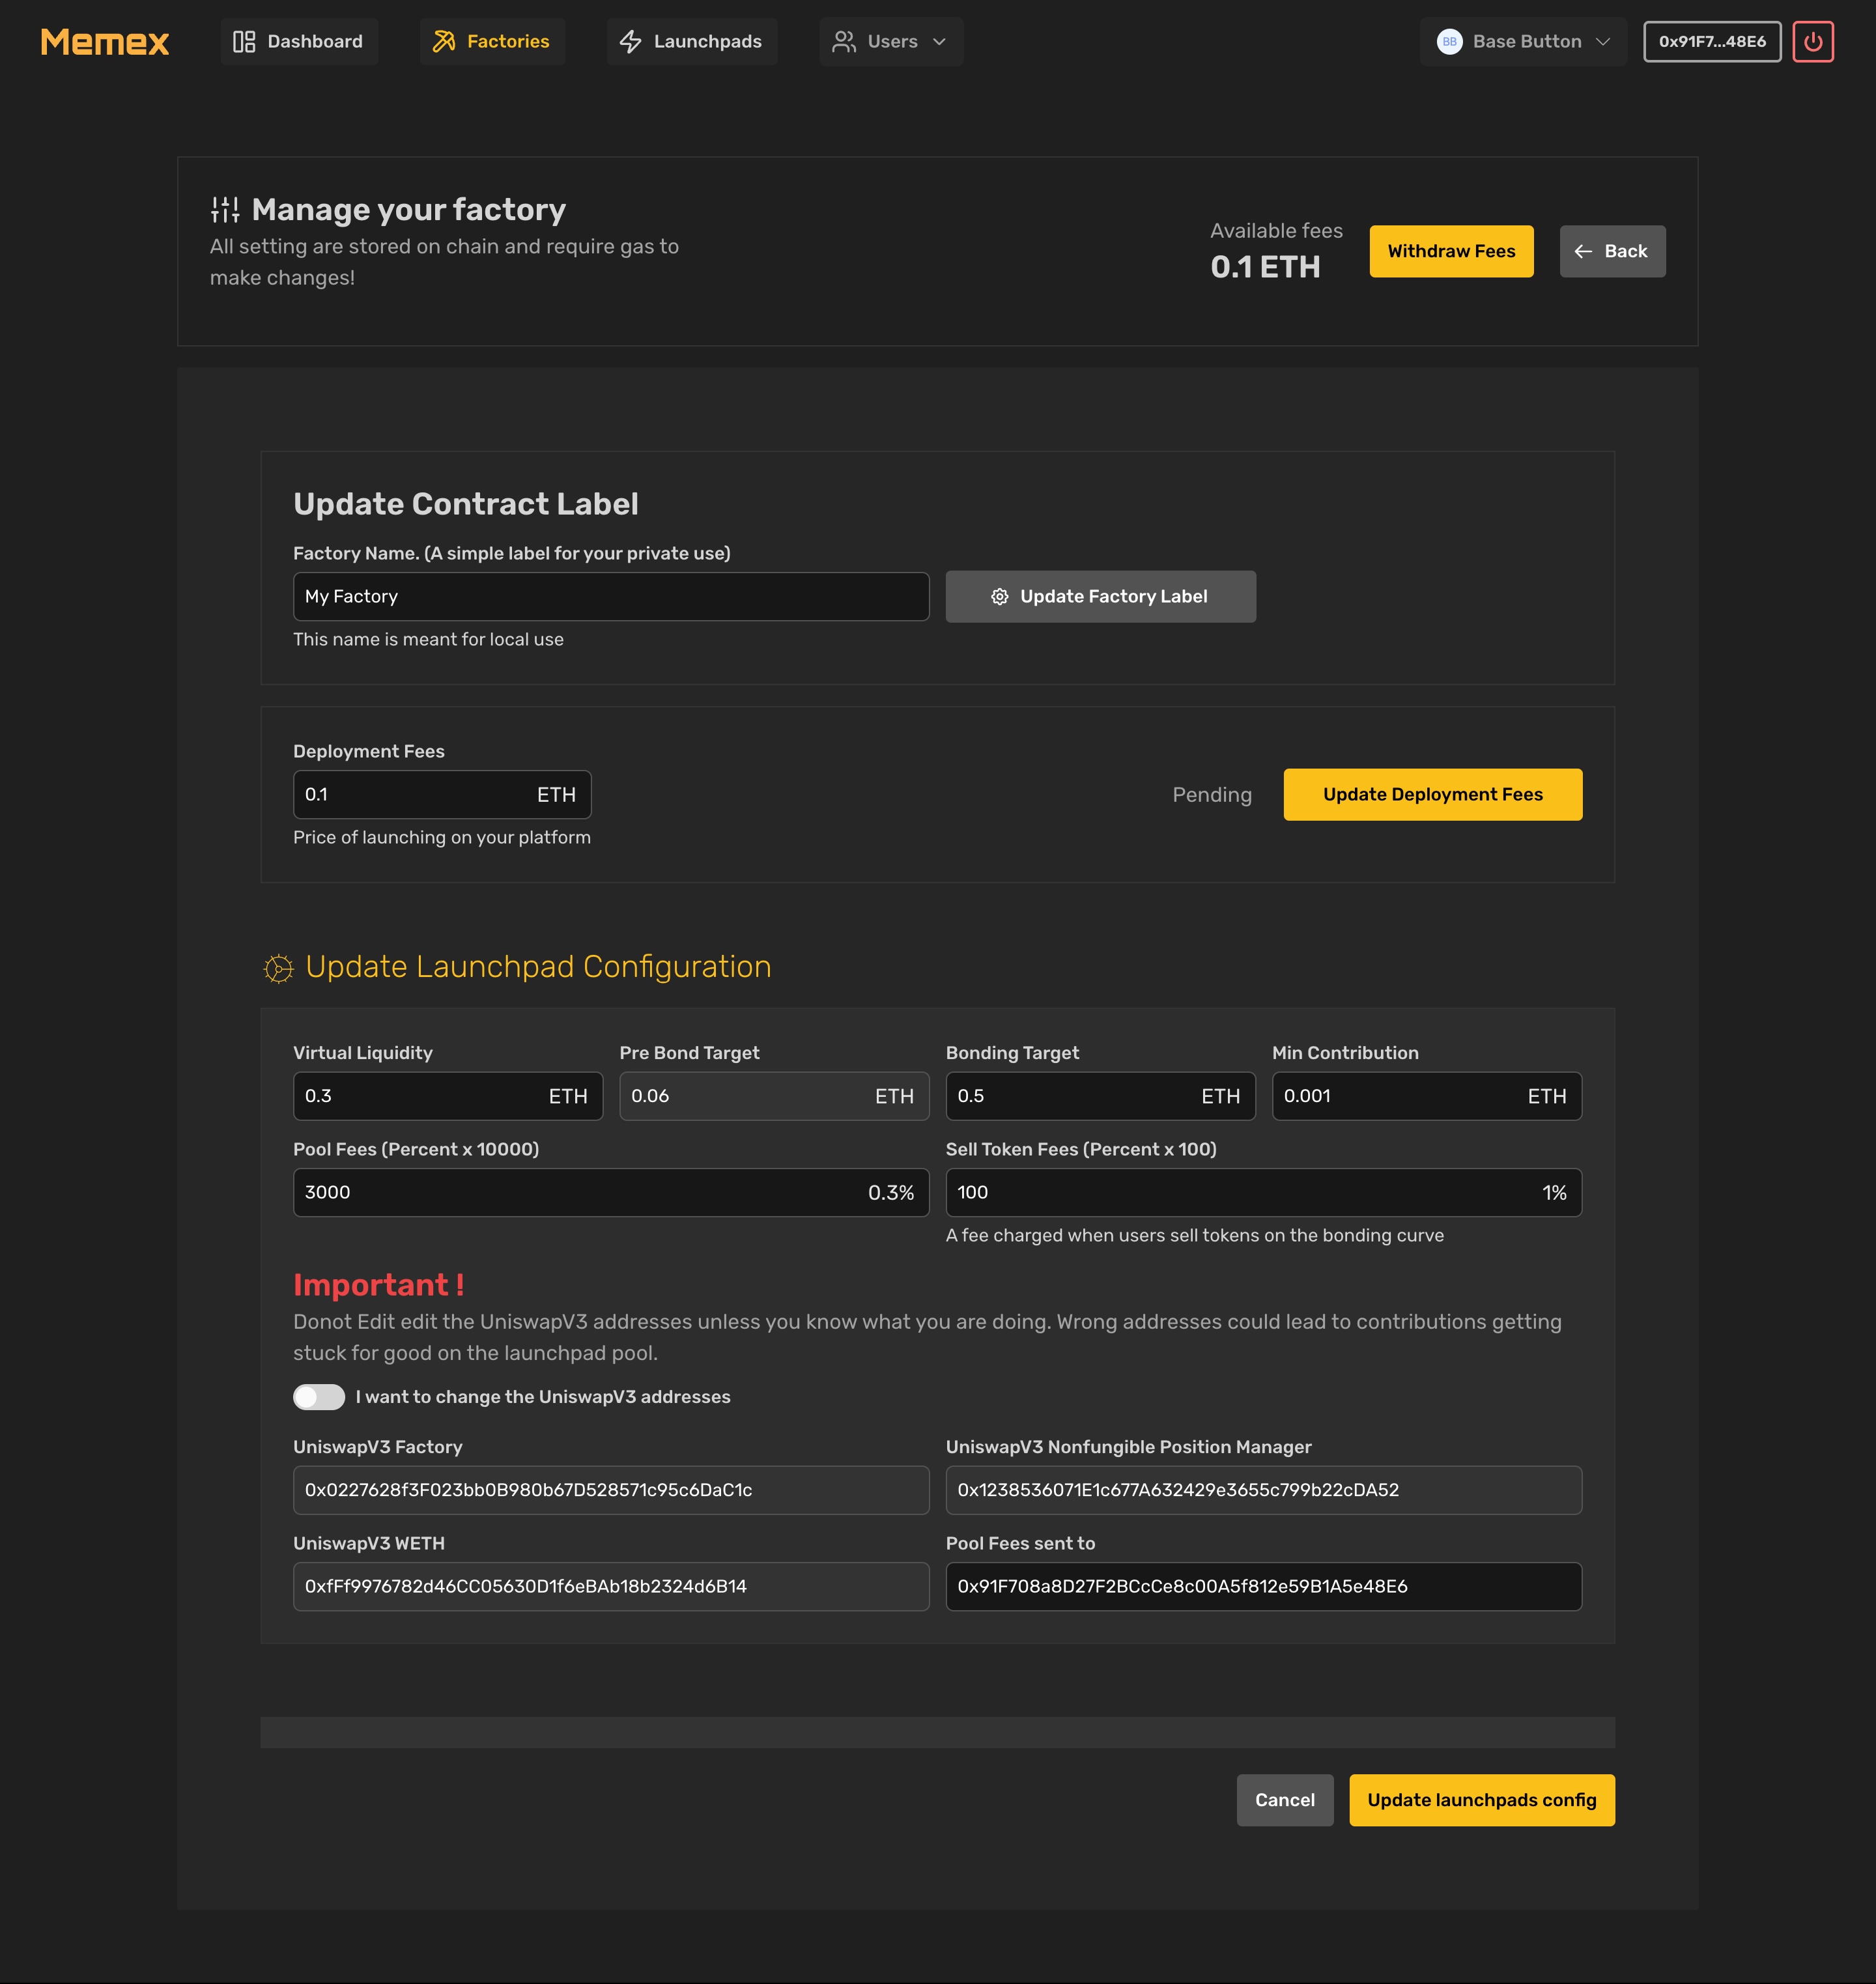 Memex
Dashboard
Factories
Launchpads
Users
BB
Base Button
0x91F7...48E6
Manage your factory
All setting are stored on chain and require gas to
make changes!
Available fees
0.1 ETH
Withdraw Fees
Back
Update Contract Label
Factory Name. (A simple label for your private use)
My Factory
Update Factory Label
This name is meant for local use
Deployment Fees
0.1 ETH
Pending
Update Deployment Fees
Price of launching on your platform
Update Launchpad Configuration
Virtual Liquidity
Pre Bond Target
Bonding Target
Min Contribution
0.3 ETH
0.06 ETH
0.5 ETH
0.001 ETH
Pool Fees (Percent x 10000)
Sell Token Fees (Percent x 100)
3000 0.3%
100 1%
A fee charged when users sell tokens on the bonding curve
Important !
Donot Edit edit the UniswapV3 addresses unless you know what you are doing. Wrong addresses could lead to contributions getting
stuck for good on the launchpad pool.
I want to change the UniswapV3 addresses
UniswapV3 Factory
UniswapV3 Nonfungible Position Manager
0x0227628f3F023bb0B980b67D528571c95c6DaC1c
0x1238536071E1c677A632429e3655c799b22cDA52
UniswapV3 WETH
Pool Fees sent to
0xfFf9976782d46CC05630D1f6eBAb18b2324d6B14
0x91F708a8D27F2BCcCe8c00A5f812e59B1A5e48E6
Cancel
Update launchpads config